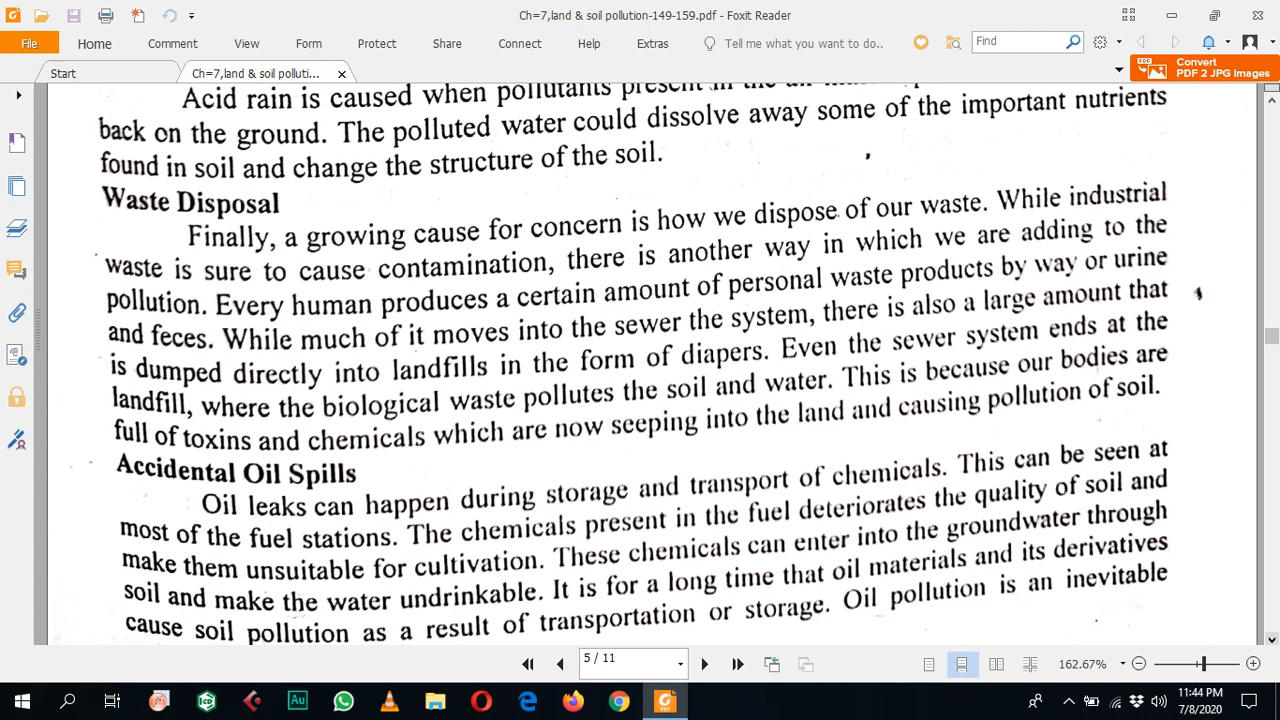 Ch=7,land & soil pollution-149-159.pdf - Foxit Reader
File Home Comment View Form Protect Share Connect Help Extras Tell me what you want to do.. Find
Start Ch=7,land & soil polluti...
Convert
PDF 2 JPG Images
Acid rain is caused when pollutants present in the air
back on the ground. The polluted water could dissolve away some of the important nutrients
found in soil and change the structure of the soil.
Waste Disposal
Finally, a growing cause for concern is how we dispose of our waste. While industrial
waste is sure to cause contamination, there is another way in which we are adding to the
pollution. Every human produces a certain amount of personal waste products by way or urine
and feces. While much of it moves into the sewer the system, there is also a large amount that
is dumped directly into landfills in the form of diapers. Even the sewer system ends at the
landfill, where the biological waste pollutes the soil and water. This is because our bodies are
full of toxins and chemicals which are now seeping into the land and causing pollution of soil.
Accidental Oil Spills
Oil leaks can happen during storage and transport of chemicals. This can be seen at
most of the fuel stations. The chemicals present in the fuel deteriorates the quality of soil and
make them unsuitable for cultivation. These chemicals can enter into the groundwater through
soil and make the water undrinkable. It is for a long time that oil materials and its derivatives
cause soil pollution as a result of transportation or storage. Oil pollution is an inevitable
5 / 11
162.67%
Au
11:44 PM
7/8/2020